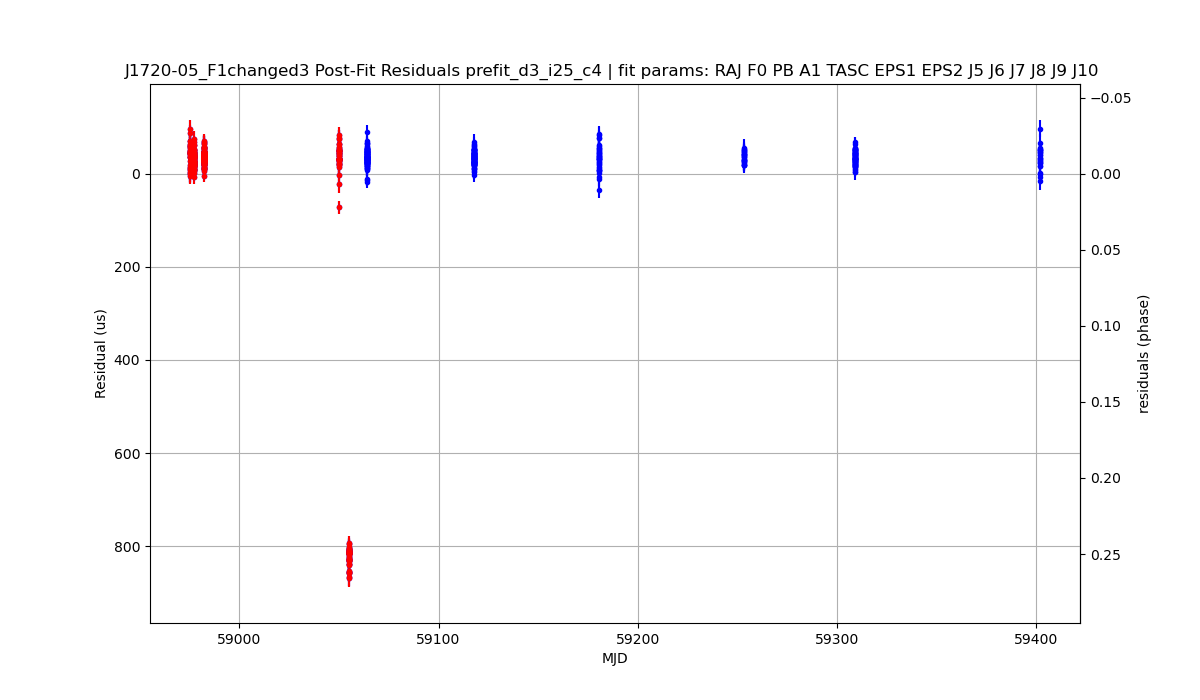 J1720-05_F1changed3 Post-Fit Residuals prefit_d3_i25_c4 | fit params: RAJ F0 PB A1 TASC EPS1 EPS2 J5 J6 J7 J8 J9 J10
−0.05
0 0.00
0.05
200
0.10
Residual (us)
residuals (phase)
400
0.15
600
0.20
800
0.25
59000 59100 59200 59300 59400
MJD